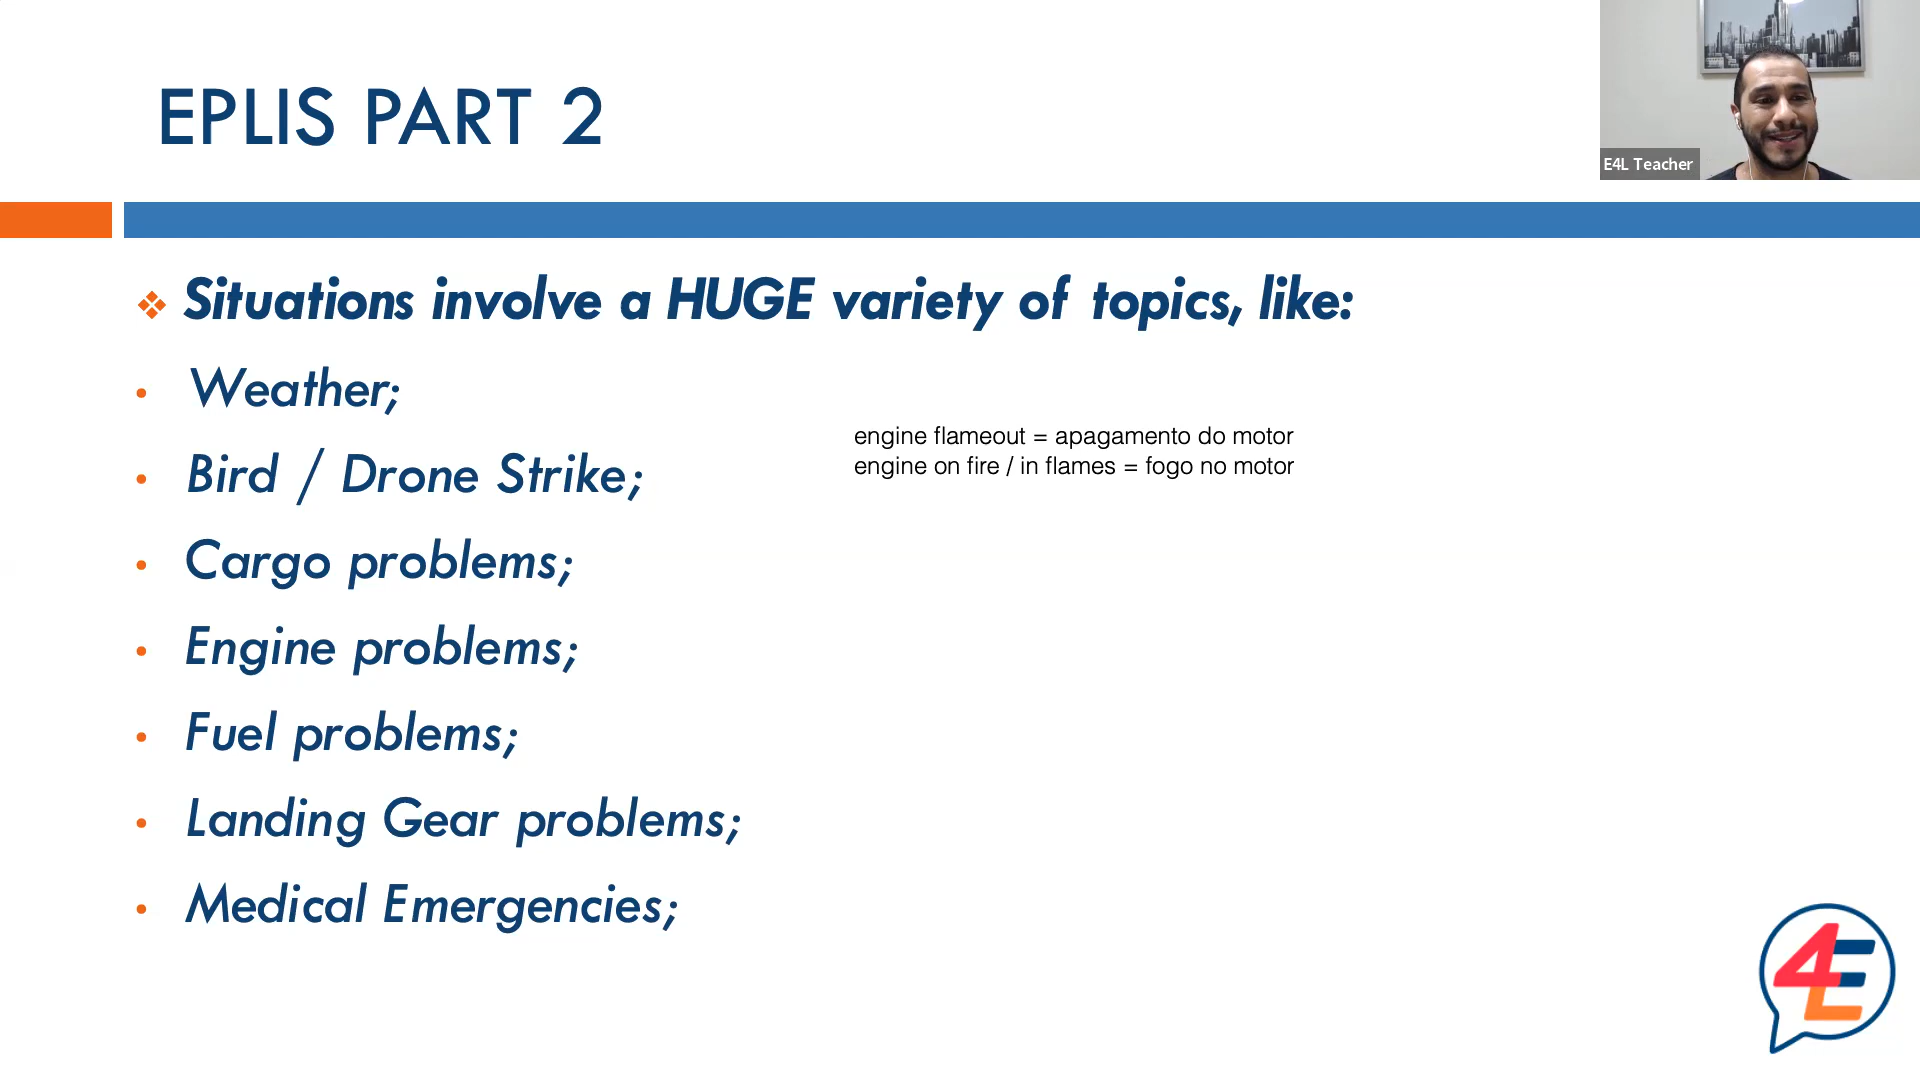 EPLIS PART 2
E4L Teacher
Situations involve a HUGE variety of topics, like:
Weather;
engine flameout = apagamento do motor
engine on fire / in flames = fogo no motor
Bird / Drone Strike;
Cargo problems;
Engine problems;
Fuel problems;
Landing Gear problems;
Medical Emergencies;
4E
L